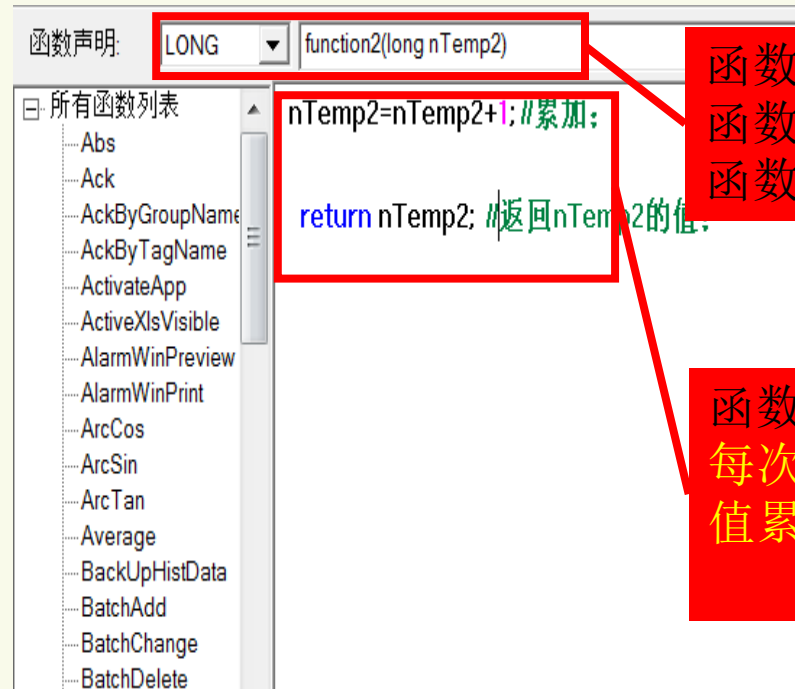 函数声明: LONG function2(long nTemp2)
函数
函数
函数
所有函数列表
Abs
Ack
AckByGroupName
AckByTagName
ActivateApp
ActiveXlsVisible
AlarmWinPreview
AlarmWinPrint
ArcCos
ArcSin
ArcTan
Average
BackUpHistData
BatchAdd
BatchChange
BatchDelete
nTemp2=nTemp2+1;//累加;
return nTemp2; //返回nTemp2的值;
函数
每次
值累